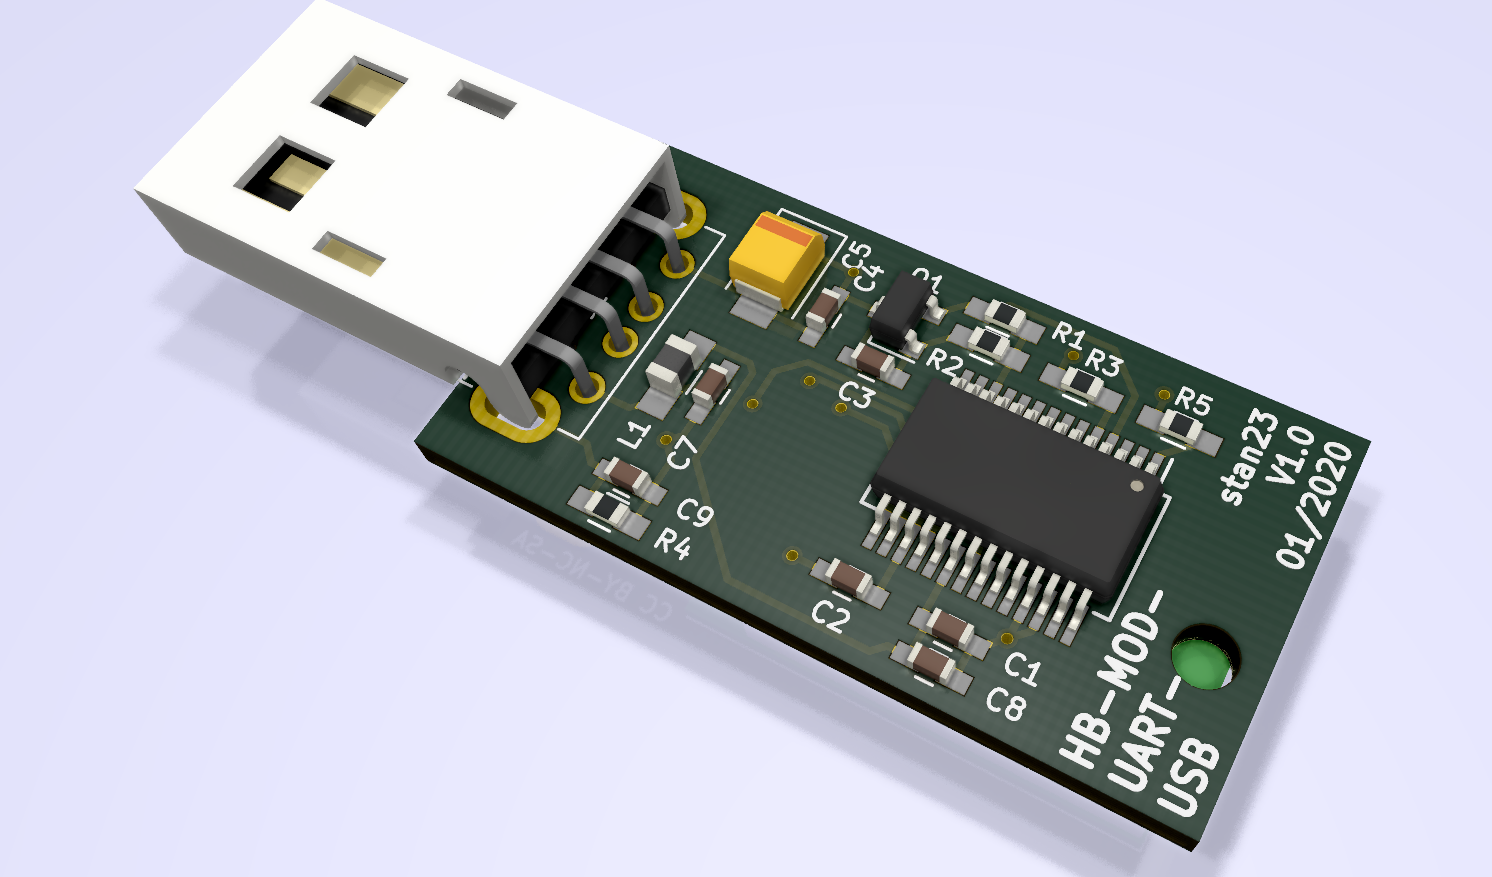 C5
C4
Q1
R1
R2
R3
C3
R5
L1
C7
C9
R4
C2
C1
C8
stan23
V1.0
01/2020
HB-MOD-
UART-
USB
CC BY-NC-SA